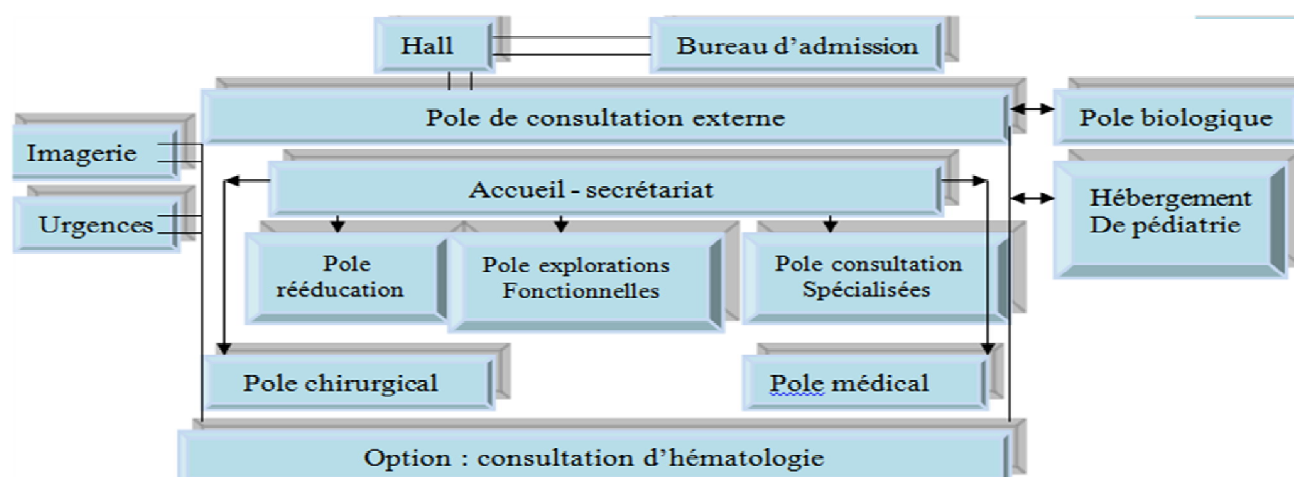 Hall
Bureau d'admission
Pole de consultation externe
Pole biologique
Imagerie
Accueil - secrétariat
Urgences
Hébergement
De pédiatrie
Pole
rééducation
Pole explorations
Fonctionnelles
Pole consultation
Spécialisées
Pole chirurgical
Pole médical
Option : consultation d'hématologie